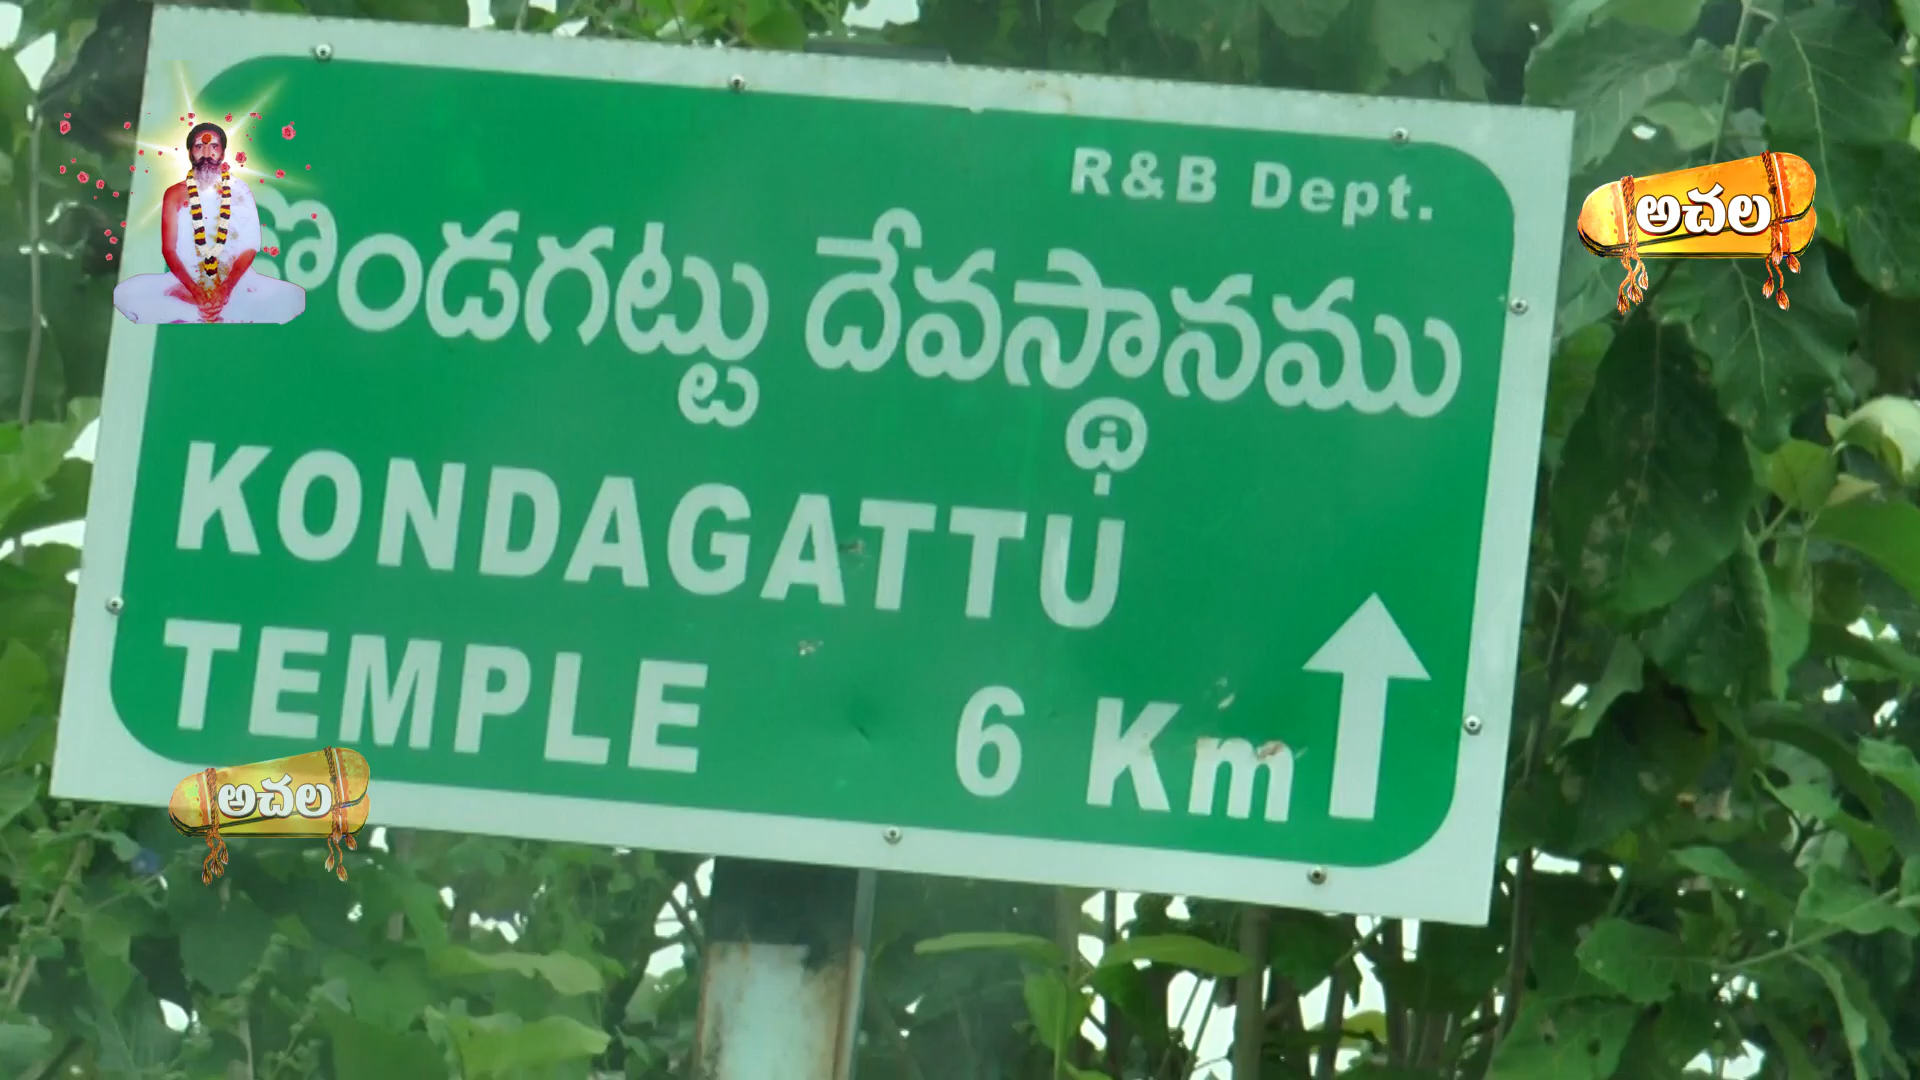 R&B Dept.
కొండగట్టు దేవస్థానము
KONDAGATTU
TEMPLE 6 Km
అచల
అచల